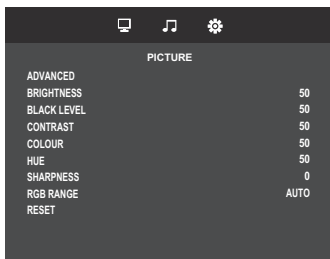 PICTURE
ADVANCED
BRIGHTNESS 50
BLACK LEVEL 50
CONTRAST 50
COLOUR 50
HUE 50
SHARPNESS 0
RGB RANGE AUTO
RESET